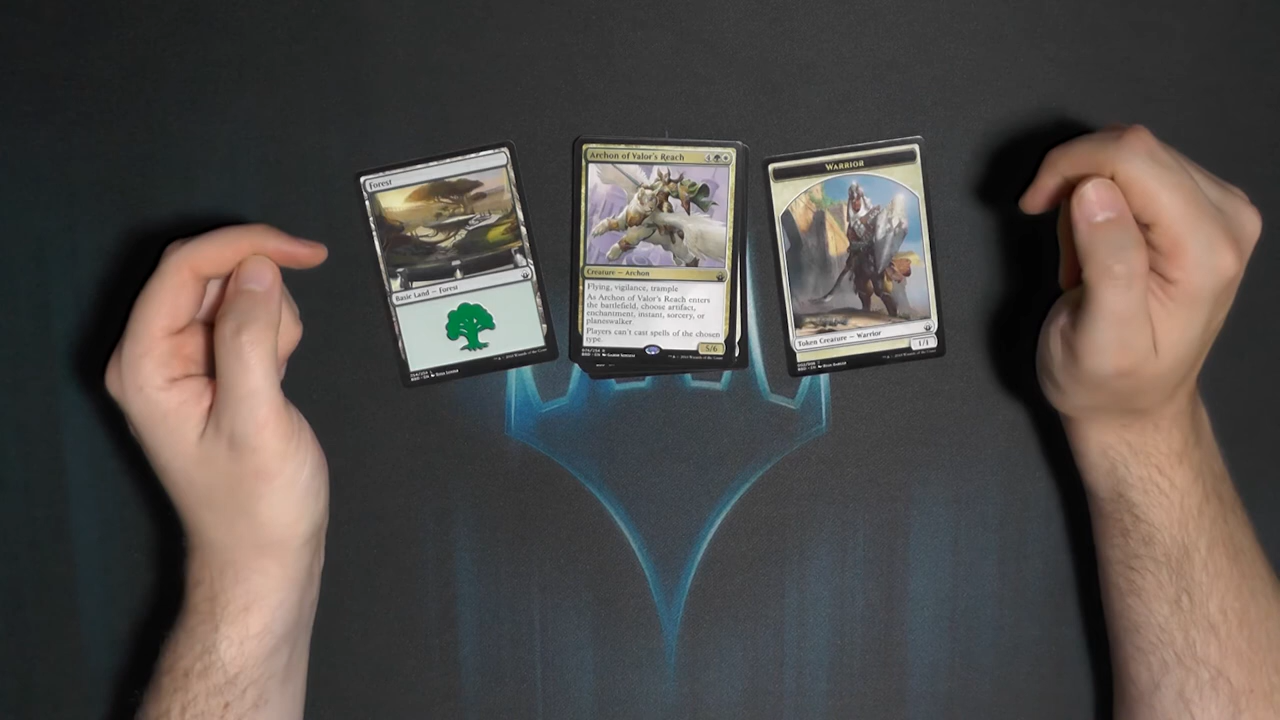 Forest
Basic Land — Forest
Archon of Valor's Reach 4
Creature — Archon
Flying, vigilance, trample
As Archon of Valor's Reach enters
the battlefield, choose artifact,
enchantment, instant, sorcery, or
planeswalker.
Players can't cast spells of the chosen
type.
5/6
WARRIOR
Token Creature — Warrior
1/1